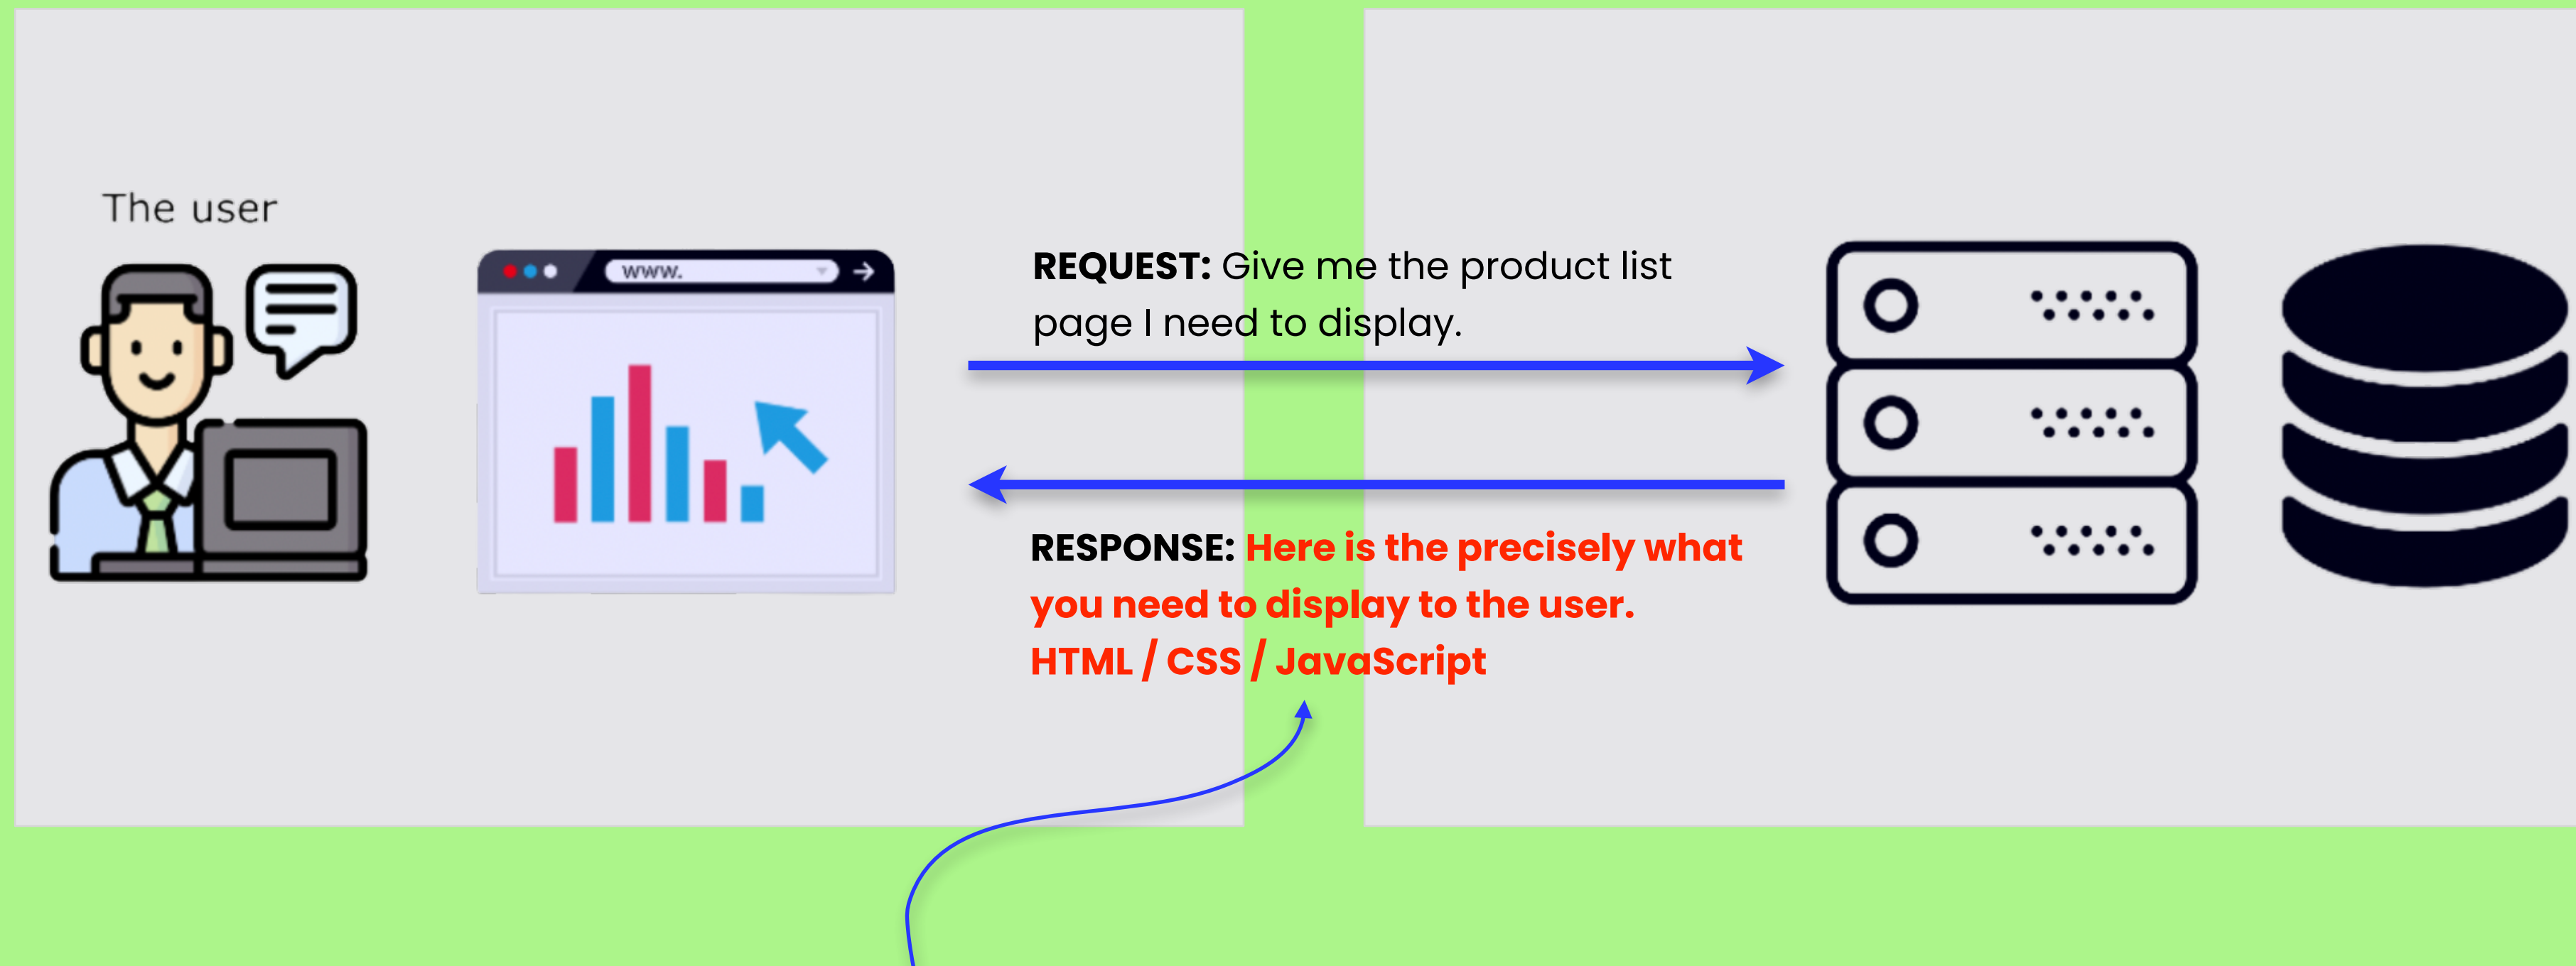 The user
www.
REQUEST: Give me the product list
page I need to display.
RESPONSE: Here is the precisely what
you need to display to the user.
HTML / CSS / JavaScript